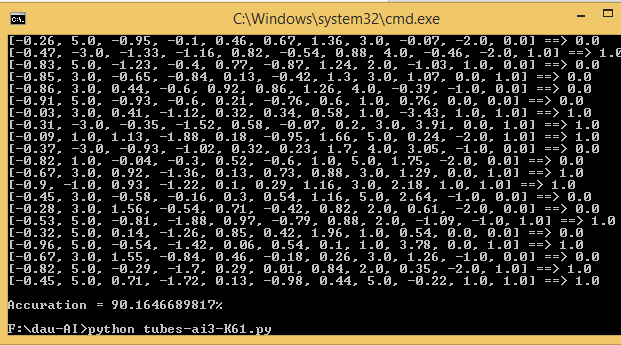 C:\Windows\system32\cmd.exe
[-0.26, 5.0, -0.95, -0.1, 0.46, 0.67, 1.36, 3.0, -0.07, -2.0, 0.0] ==> 0.0
[-0.47, -3.0, -1.33, -1.16, 0.82, -0.54, 0.88, 4.0, -0.46, -2.0, 1.0] ==> 1.0
[-0.83, 5.0, -1.23, -0.4, 0.77, -0.87, 1.24, 2.0, -1.03, 1.0, 0.0] ==> 0.0
[-0.85, 3.0, -0.65, -0.84, 0.13, -0.42, 1.3, 3.0, 1.07, 0.0, 1.0] ==> 0.0
[-0.86, 3.0, 0.44, -0.6, 0.92, 0.86, 1.26, 4.0, -0.39, -1.0, 0.0] ==> 0.0
[-0.91, 5.0, -0.93, -0.6, 0.21, -0.76, 0.6, 1.0, 0.76, 0.0, 0.0] ==> 0.0
[-0.03, 3.0, 0.41, -1.12, 0.32, 0.34, 0.58, 1.0, -3.43, 1.0, 1.0] ==> 1.0
[-0.31, -3.0, -0.35, -1.52, 0.58, -0.07, 0.2, 3.0, 3.91, 0.0, 1.0] ==> 1.0
[-0.09, 1.0, 1.13, -1.88, 0.18, -0.95, 1.66, 5.0, 0.24, -2.0, 1.0] ==> 1.0
[-0.37, -3.0, -0.93, -1.02, 0.32, 0.23, 1.7, 4.0, 3.05, -1.0, 0.0] ==> 0.0
[-0.82, 1.0, -0.04, -0.3, 0.52, -0.6, 1.0, 5.0, 1.75, -2.0, 0.0] ==> 0.0
[-0.67, 3.0, 0.92, -1.36, 0.13, 0.73, 0.88, 3.0, 1.29, 0.0, 1.0] ==> 1.0
[-0.9, -1.0, 0.93, -1.22, 0.1, 0.29, 1.16, 3.0, 2.18, 1.0, 1.0] ==> 1.0
[-0.45, 3.0, -0.58, -0.16, 0.3, 0.54, 1.16, 5.0, 2.64, -1.0, 0.0] ==> 0.0
[-0.28, 3.0, 1.56, -0.54, 0.71, -0.42, 0.82, 2.0, 0.61, -2.0, 0.0] ==> 0.0
[-0.53, 5.0, -0.81, -1.88, 0.97, -0.79, 0.88, 2.0, -1.09, -1.0, 1.0] ==> 1.0
[-0.32, 5.0, 0.14, -1.26, 0.85, 0.42, 1.96, 1.0, 0.54, 0.0, 0.0] ==> 0.0
[-0.96, 5.0, -0.54, -1.42, 0.06, 0.54, 0.1, 1.0, 3.78, 0.0, 1.0] ==> 1.0
[-0.67, 3.0, 1.55, -0.84, 0.46, -0.18, 0.26, 3.0, 1.26, -1.0, 0.0] ==> 0.0
[-0.82, 5.0, -0.29, -1.7, 0.29, 0.01, 0.84, 2.0, 0.35, -2.0, 1.0] ==> 1.0
[-0.45, 5.0, 0.71, -1.72, 0.13, -0.98, 0.44, 5.0, -0.22, 1.0, 1.0] ==> 1.0
Accuration = 90.1646689817%
F:\dau-AI>python tubes-ai3-K61.py